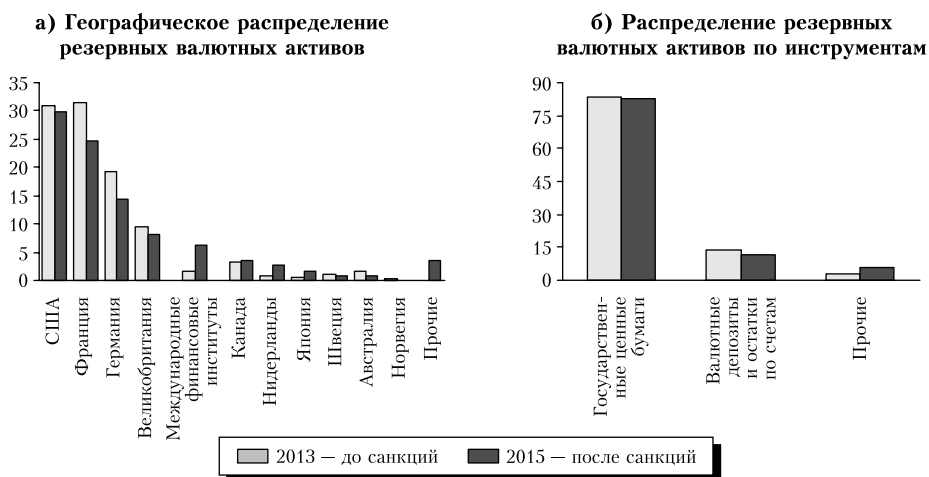 а) Географическое распределение
резервных валютных активов
35
30
25
20
15
10
5
0
США
Франция
Германия
Великобритания
Международные
финансовые
институты
Канада
Нидерланды
Япония
Швеция
Австралия
Норвегия
Прочие
б) Распределение резервных
валютных активов по инструментам
90
75
60
45
30
15
0
Государствен-
ные ценные
бумаги
Валютные
депозиты
и остатки
по счетам
Прочие
2013 — до санкций
2015 — после санкций